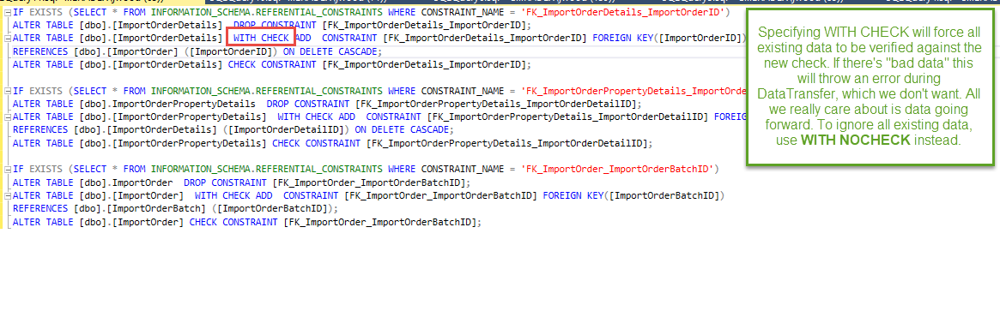 IF EXISTS (SELECT * FROM INFORMATION_SCHEMA.REFERENTIAL_CONSTRAINTS WHERE CONSTRAINT_NAME = 'FK_ImportOrderDetails_ImportOrderID')
ALTER TABLE [dbo].[ImportOrderDetails]  DROP CONSTRAINT [FK_ImportOrderDetails_ImportOrderID];
ALTER TABLE [dbo].[ImportOrderDetails]  WITH CHECK ADD  CONSTRAINT [FK_ImportOrderDetails_ImportOrderID] FOREIGN KEY([ImportOrderID])
REFERENCES [dbo].[ImportOrder] ([ImportOrderID]) ON DELETE CASCADE;
ALTER TABLE [dbo].[ImportOrderDetails] CHECK CONSTRAINT [FK_ImportOrderDetails_ImportOrderID];
IF EXISTS (SELECT * FROM INFORMATION_SCHEMA.REFERENTIAL_CONSTRAINTS WHERE CONSTRAINT_NAME = 'FK_ImportOrderPropertyDetails_ImportOrde
ALTER TABLE [dbo].ImportOrderPropertyDetails  DROP CONSTRAINT [FK_ImportOrderPropertyDetails_ImportOrderDetailID];
ALTER TABLE [dbo].[ImportOrderPropertyDetails]  WITH CHECK ADD  CONSTRAINT [FK_ImportOrderPropertyDetails_ImportOrderDetailID] FOREIG
REFERENCES [dbo].[ImportOrderDetails] ([ImportOrderDetailID]) ON DELETE CASCADE;
ALTER TABLE [dbo].[ImportOrderPropertyDetails] CHECK CONSTRAINT [FK_ImportOrderPropertyDetails_ImportOrderDetailID];
IF EXISTS (SELECT * FROM INFORMATION_SCHEMA.REFERENTIAL_CONSTRAINTS WHERE CONSTRAINT_NAME = 'FK_ImportOrder_ImportOrderBatchID')
ALTER TABLE [dbo].ImportOrder  DROP CONSTRAINT [FK_ImportOrder_ImportOrderBatchID];
ALTER TABLE [dbo].[ImportOrder]  WITH CHECK ADD  CONSTRAINT [FK_ImportOrder_ImportOrderBatchID] FOREIGN KEY([ImportOrderBatchID])
REFERENCES [dbo].[ImportOrderBatch] ([ImportOrderBatchID]);
ALTER TABLE [dbo].[ImportOrder] CHECK CONSTRAINT [FK_ImportOrder_ImportOrderBatchID];
Specifying WITH CHECK will force all
existing data to be verified against the
new check. If there's "bad data" this
will throw an error during
DataTransfer, which we don't want. All
we really care about is data going
forward. To ignore all existing data,
use WITH NOCHECK instead.